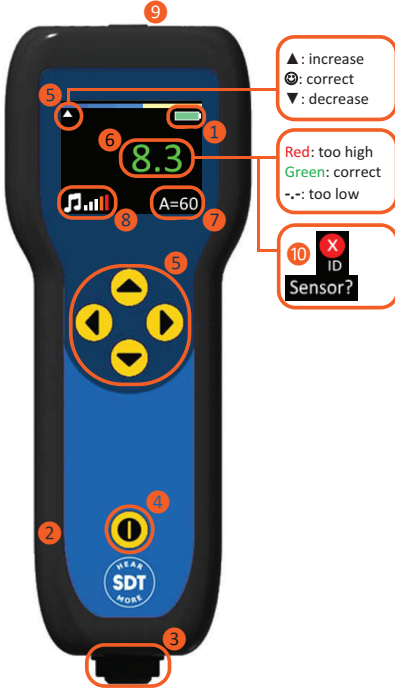 9
▲: increase
☺: correct
▼: decrease
5
1
6
8.3
Red: too high
Green: correct
-.-: too low
8
A=60
7
10
X
ID
Sensor?
5
4
2
HEAR
SDT
MORE
3